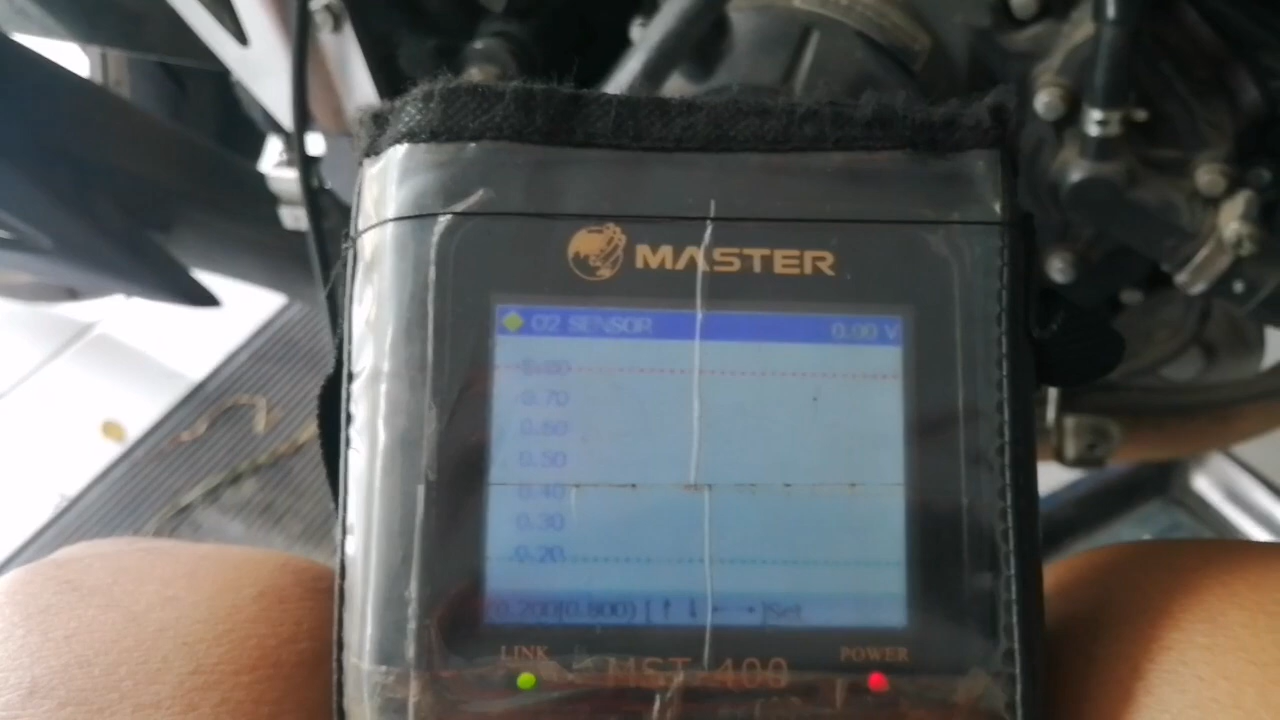 MASTER
O2 SENSOR 0.00 V
0.80
0.70
0.60
0.50
0.40
0.30
0.20
0.200(0.800) [↑ ↓ ←→]Set
LINK POWER
MST-400